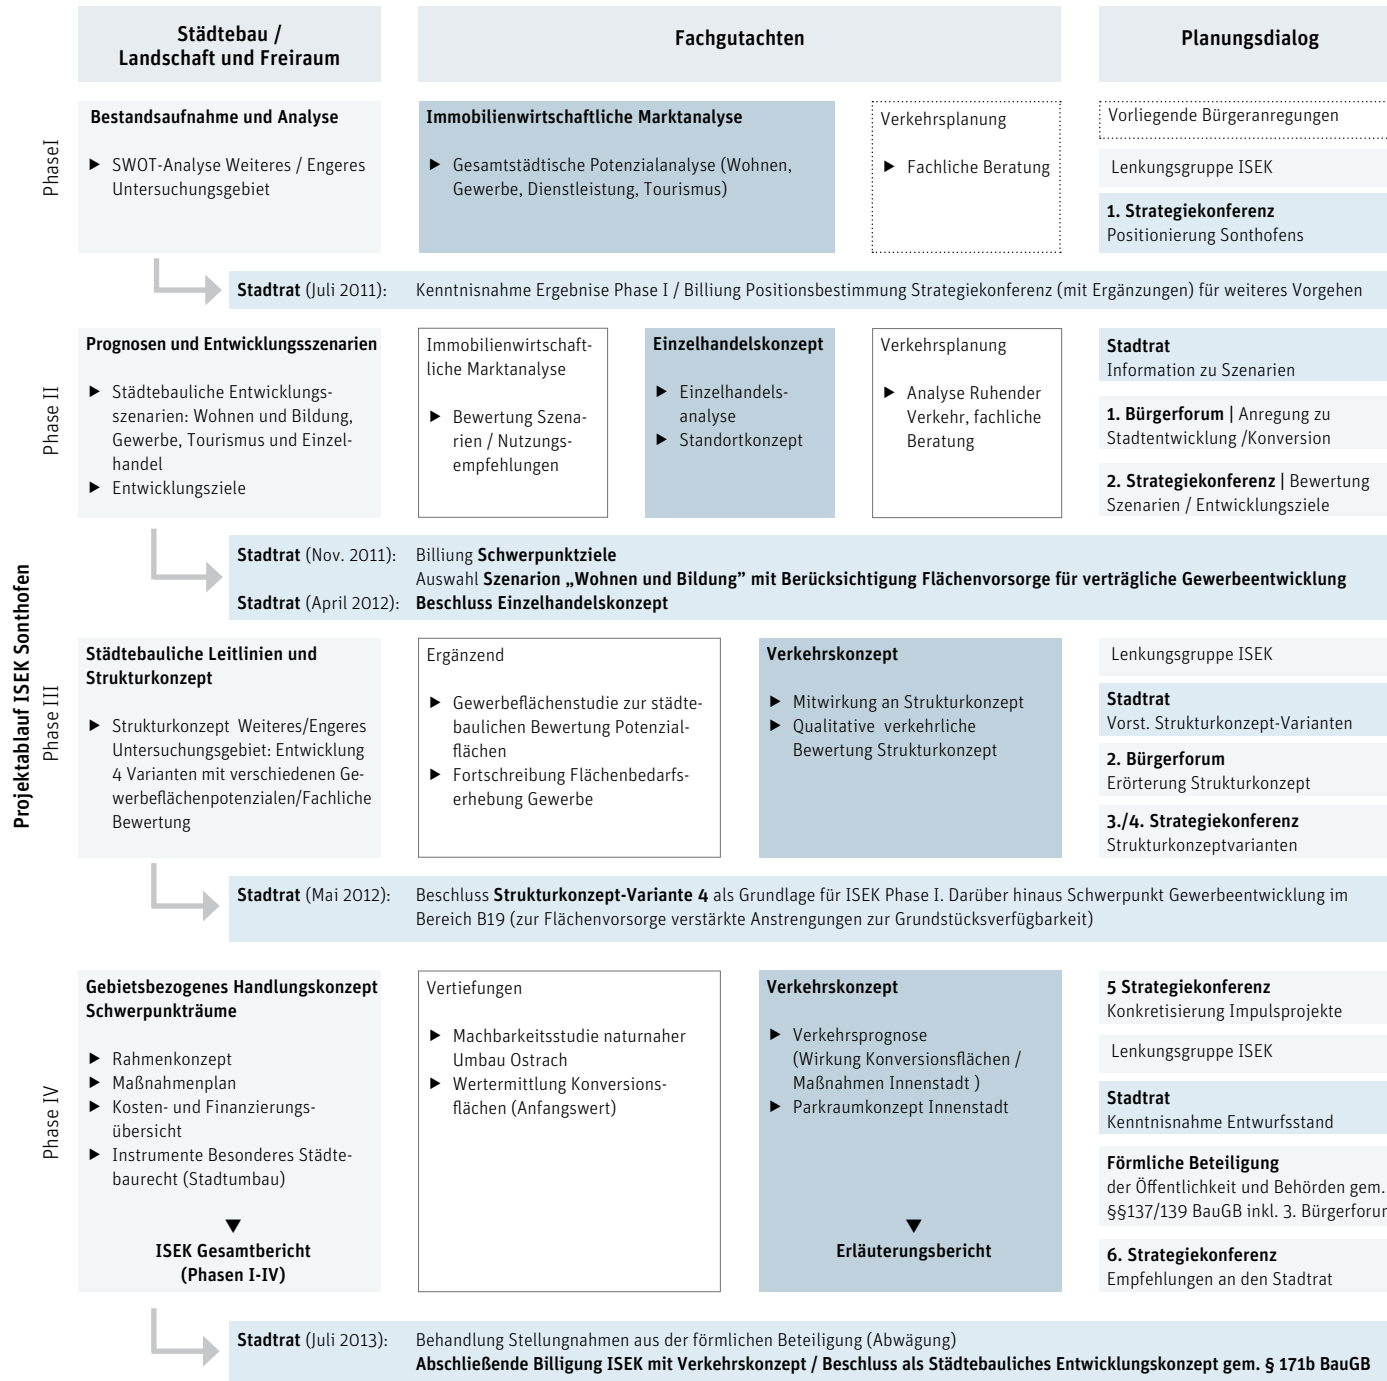 Städtebau /
Landschaft und Freiraum
Fachgutachten
Planungsdialog
Projektablauf ISEK Sonthofen
PhaseI
Bestandsaufnahme und Analyse
▶ SWOT-Analyse Weiteres / Engeres
Untersuchungsgebiet
Immobilienwirtschaftliche Marktanalyse
▶ Gesamtstädtische Potenzialanalyse (Wohnen,
Gewerbe, Dienstleistung, Tourismus)
Verkehrsplanung
▶ Fachliche Beratung
Vorliegende Bürgeranregungen
Lenkungsgruppe ISEK
1. Strategiekonferenz
Positionierung Sonthofens
Stadtrat (Juli 2011): Kenntnisnahme Ergebnise Phase I / Billiung Positionsbestimmung Strategiekonferenz (mit Ergänzungen) für weiteres Vorgehen
Phase II
Prognosen und Entwicklungsszenarien
▶ Städtebauliche Entwicklungs-
szenarien: Wohnen und Bildung,
Gewerbe, Tourismus und Einzel-
handel
▶ Entwicklungsziele
Immobilienwirtschaft-
liche Marktanalyse
▶ Bewertung Szena-
rien / Nutzungs-
empfehlungen
Einzelhandelskonzept
▶ Einzelhandels-
analyse
▶ Standortkonzept
Verkehrsplanung
▶ Analyse Ruhender
Verkehr, fachliche
Beratung
Stadtrat
Information zu Szenarien
1. Bürgerforum | Anregung zu
Stadtentwicklung /Konversion
2. Strategiekonferenz | Bewertung
Szenarien / Entwicklungsziele
Stadtrat (Nov. 2011): Billiung Schwerpunktziele
Auswahl Szenarion „Wohnen und Bildung” mit Berücksichtigung Flächenvorsorge für verträgliche Gewerbeentwicklung
Stadtrat (April 2012): Beschluss Einzelhandelskonzept
Phase III
Städtebauliche Leitlinien und
Strukturkonzept
▶ Strukturkonzept Weiteres/Engeres
Untersuchungsgebiet: Entwicklung
4 Varianten mit verschiedenen Ge-
werbeflächenpotenzialen/Fachliche
Bewertung
Ergänzend
▶ Gewerbeflächenstudie zur städte-
baulichen Bewertung Potenzial-
flächen
▶ Fortschreibung Flächenbedarfs-
erhebung Gewerbe
Verkehrskonzept
▶ Mitwirkung an Strukturkonzept
▶ Qualitative verkehrliche
Bewertung Strukturkonzept
Lenkungsgruppe ISEK
Stadtrat
Vorst. Strukturkonzept-Varianten
2. Bürgerforum
Erörterung Strukturkonzept
3./4. Strategiekonferenz
Strukturkonzeptvarianten
Stadtrat (Mai 2012): Beschluss Strukturkonzept-Variante 4 als Grundlage für ISEK Phase I. Darüber hinaus Schwerpunkt Gewerbeentwicklung im
Bereich B19 (zur Flächenvorsorge verstärkte Anstrengungen zur Grundstücksverfügbarkeit)
Phase IV
Gebietsbezogenes Handlungskonzept
Schwerpunkträume
▶ Rahmenkonzept
▶ Maßnahmenplan
▶ Kosten- und Finanzierungs-
übersicht
▶ Instrumente Besonderes Städte-
baurecht (Stadtumbau)
▼
ISEK Gesamtbericht
(Phasen I-IV)
Vertiefungen
▶ Machbarkeitsstudie naturnaher
Umbau Ostrach
▶ Wertermittlung Konversions-
flächen (Anfangswert)
Verkehrskonzept
▶ Verkehrsprognose
(Wirkung Konversionsflächen /
Maßnahmen Innenstadt )
▶ Parkraumkonzept Innenstadt
▼
Erläuterungsbericht
5 Strategiekonferenz
Konkretisierung Impulsprojekte
Lenkungsgruppe ISEK
Stadtrat
Kenntnisnahme Entwurfsstand
Förmliche Beteiligung
der Öffentlichkeit und Behörden gem.
§§137/139 BauGB inkl. 3. Bürgerforum
6. Strategiekonferenz
Empfehlungen an den Stadtrat
Stadtrat (Juli 2013): Behandlung Stellungnahmen aus der förmlichen Beteiligung (Abwägung)
Abschließende Billigung ISEK mit Verkehrskonzept / Beschluss als Städtebauliches Entwicklungskonzept gem. § 171b BauGB